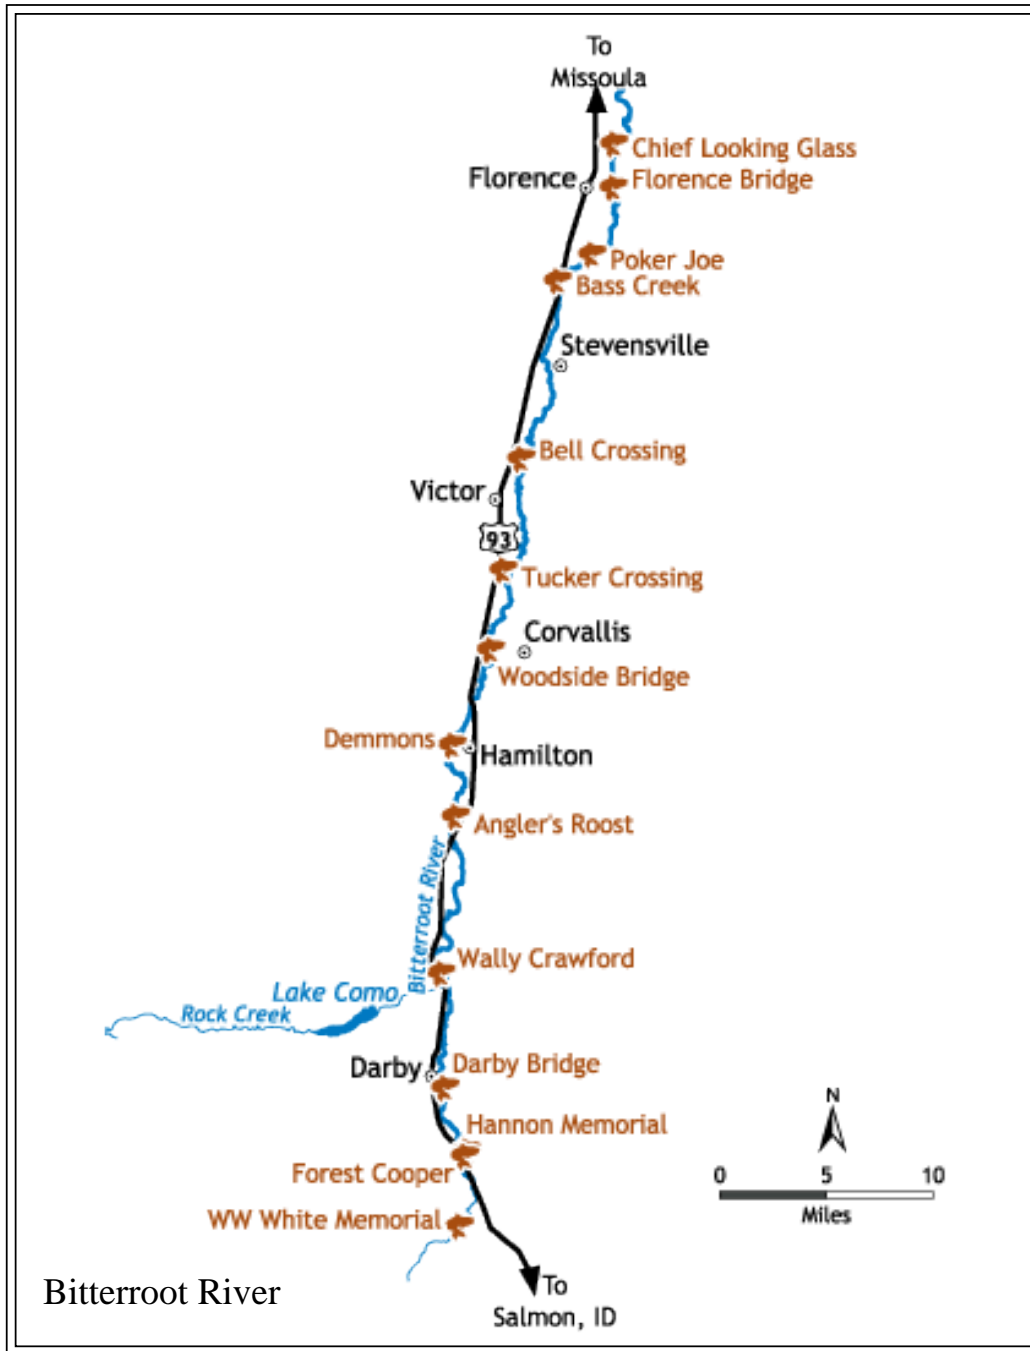 To
Missoula
Chief Looking Glass
Florence
Florence Bridge
Poker Joe
Bass Creek
Stevensville
Bell Crossing
Victor
93
Tucker Crossing
Corvallis
Woodside Bridge
Demmons
Hamilton
Angler's Roost
Bitterroot River
Wally Crawford
Lake Como
Rock Creek
Darby
Darby Bridge
Hannon Memorial
Forest Cooper
WW White Memorial
N
0 5 10
Miles
To
Salmon, ID
Bitterroot River